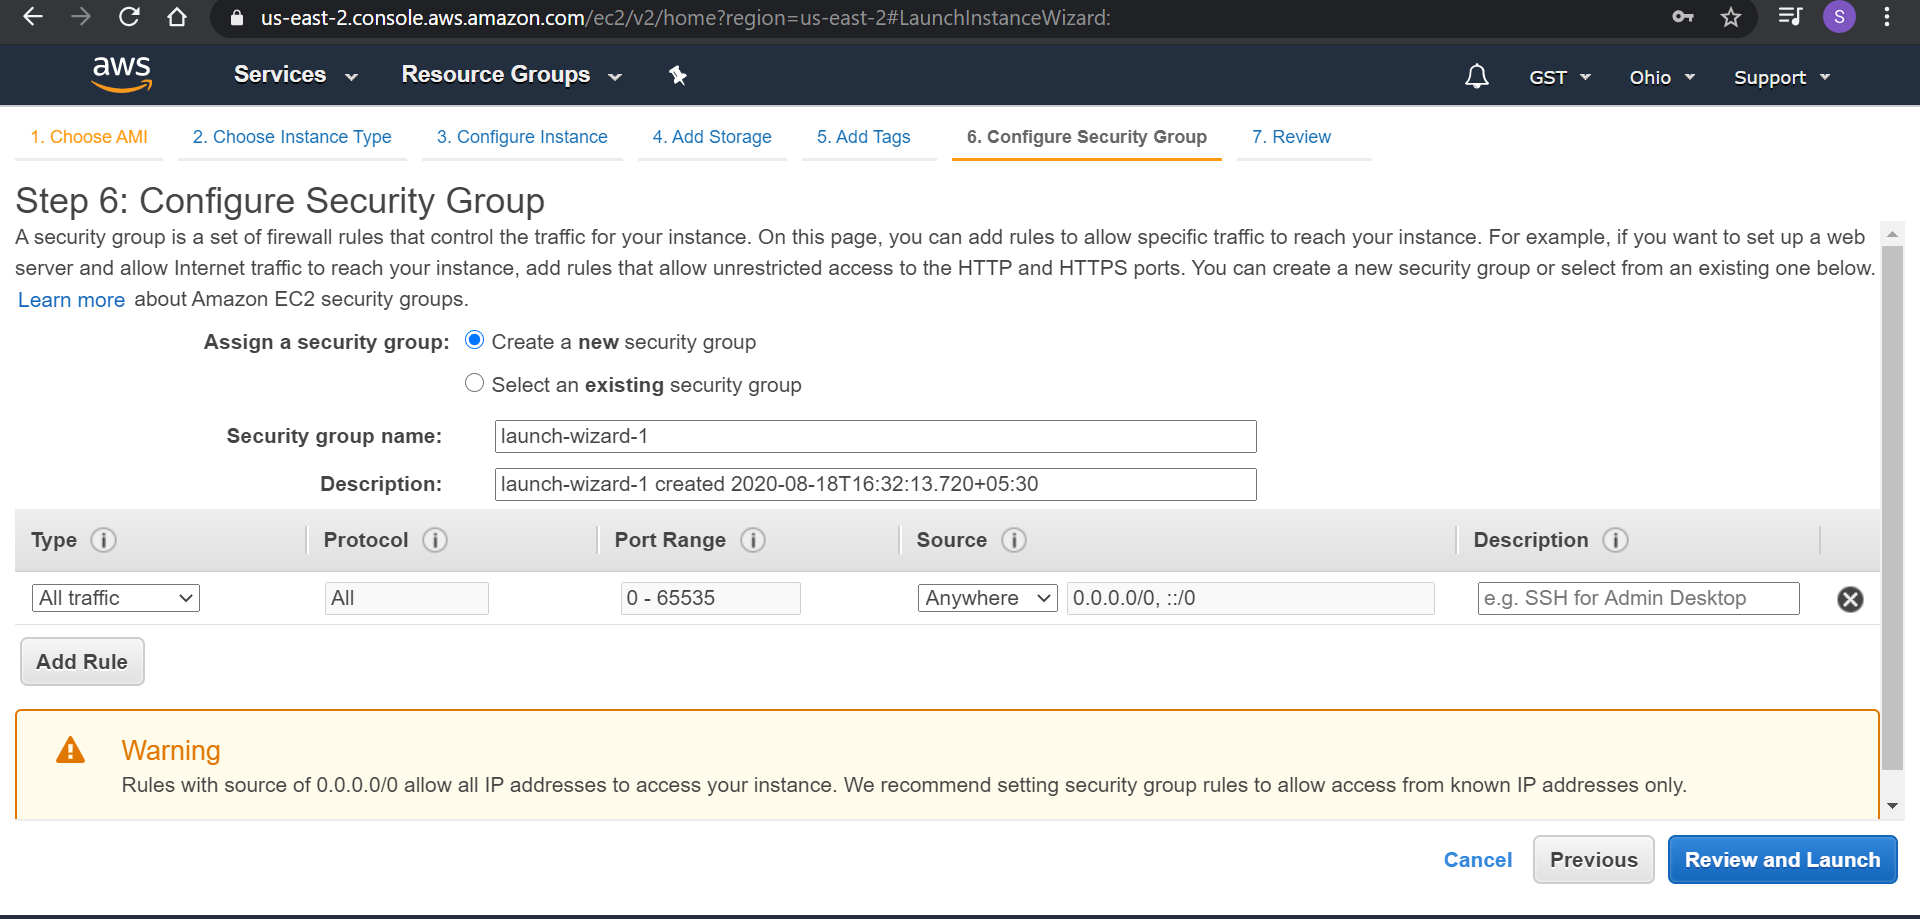 us-east-2.console.aws.amazon.com/ec2/v2/home?region=us-east-2#LaunchInstanceWizard:
S
aws
Services
Resource Groups
GST
Ohio
Support
1. Choose AMI
2. Choose Instance Type
3. Configure Instance
4. Add Storage
5. Add Tags
6. Configure Security Group
7. Review
Step 6: Configure Security Group
A security group is a set of firewall rules that control the traffic for your instance. On this page, you can add rules to allow specific traffic to reach your instance. For example, if you want to set up a web
server and allow Internet traffic to reach your instance, add rules that allow unrestricted access to the HTTP and HTTPS ports. You can create a new security group or select from an existing one below.
Learn more about Amazon EC2 security groups.
Assign a security group:
Create a new security group
Select an existing security group
Security group name:
launch-wizard-1
Description:
launch-wizard-1 created 2020-08-18T16:32:13.720+05:30
Type i
Protocol i
Port Range i
Source i
Description i
All traffic
All
0 - 65535
Anywhere
0.0.0.0/0, ::/0
e.g. SSH for Admin Desktop
Add Rule
Warning
Rules with source of 0.0.0.0/0 allow all IP addresses to access your instance. We recommend setting security group rules to allow access from known IP addresses only.
Cancel
Previous
Review and Launch